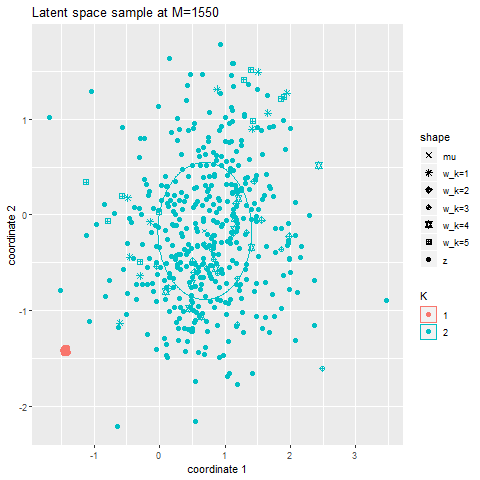 Latent space sample at M=1550
coordinate 2
1
0
-1
-2
-1
0
1
2
3
coordinate 1
shape
mu
w_k=1
w_k=2
w_k=3
w_k=4
w_k=5
z
K
1
2